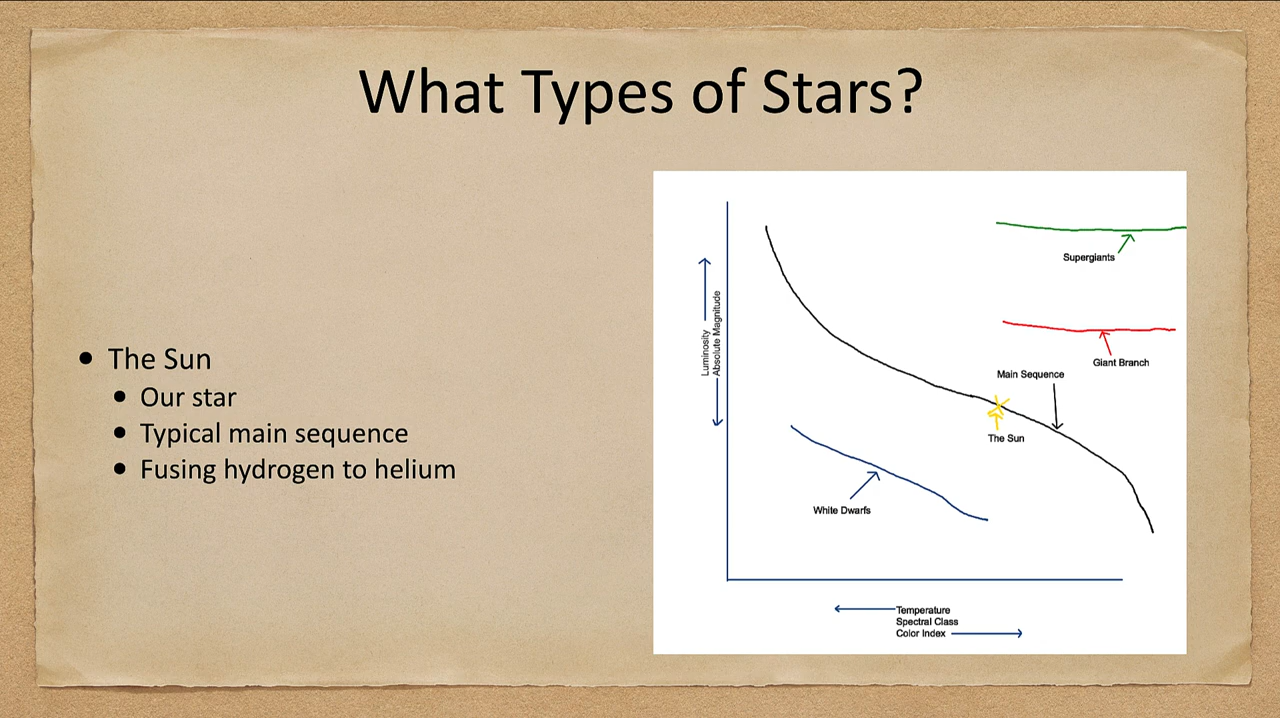 What Types of Stars?
• The Sun
• Our star
• Typical main sequence
• Fusing hydrogen to helium
Luminosity
Absolute Magnitude
Supergiants
Giant Branch
Main Sequence
The Sun
White Dwarfs
Temperature
Spectral Class
Color Index